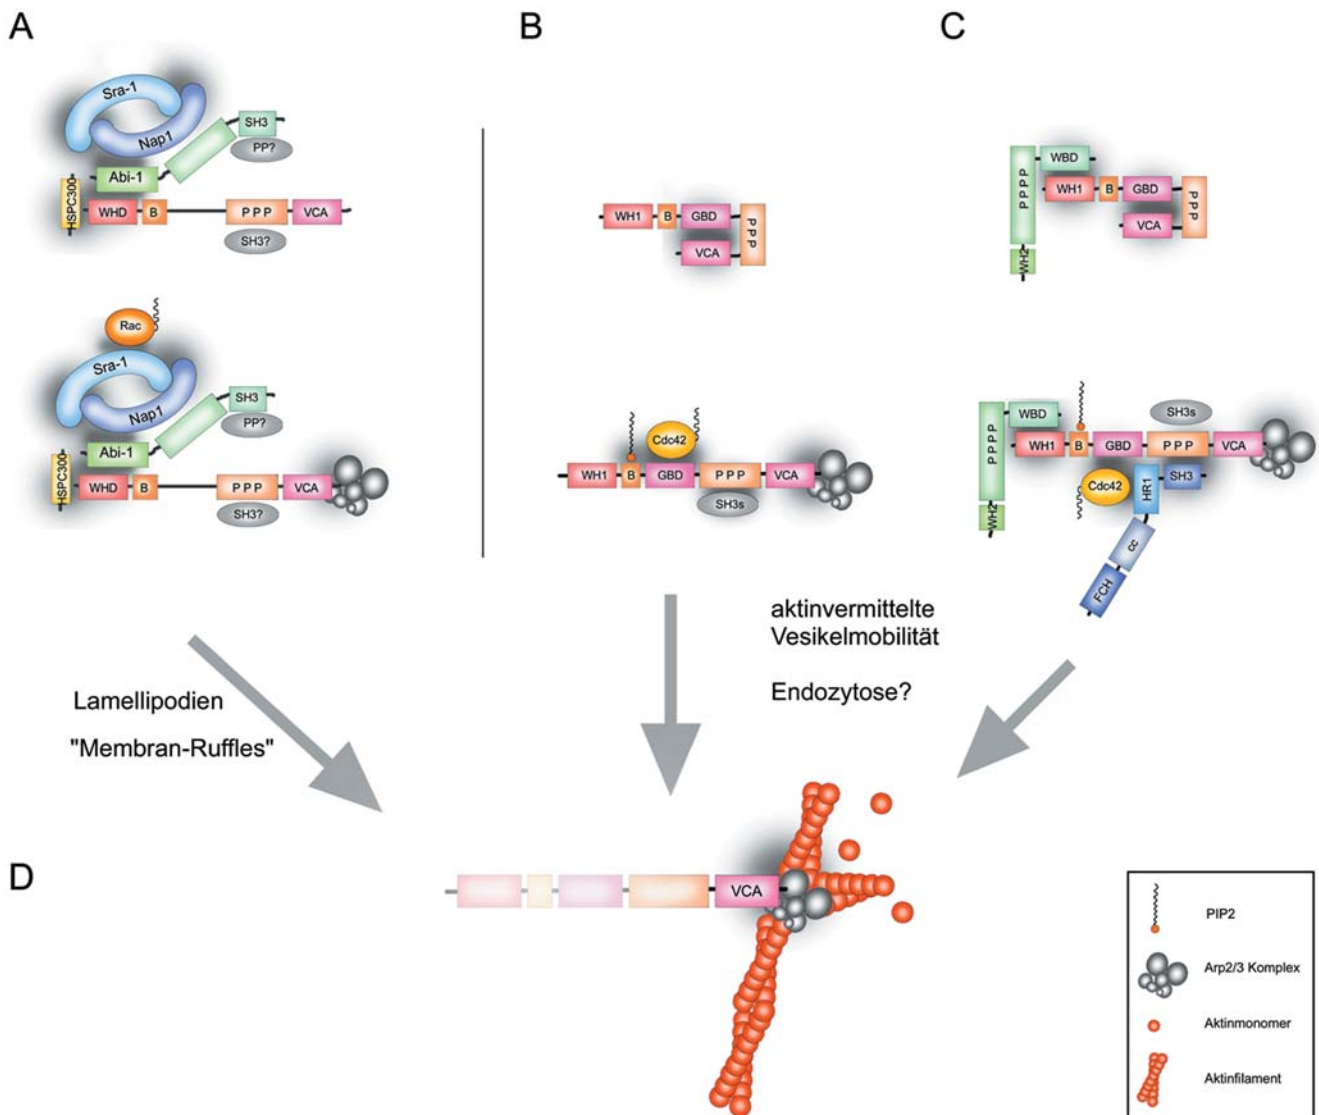 A
Sra-1
Nap1
SH3
PP?
Abi-1
HSPC300
WHD B PPP VCA
SH3?
Rac
Sra-1
Nap1
SH3
PP?
Abi-1
HSPC300
WHD B PPP VCA
SH3?
B
WH1 B GBD
PPP
VCA
Cdc42
WH1 B GBD PPP VCA
SH3s
C
PPPP
WBD
WH1 B GBD
PPP
VCA
WH2
SH3s
WBD
PPPP
WH1 B GBD PPP VCA
Cdc42
HR1
SH3
WH2
cc
FCH
Lamellipodien
"Membran-Ruffles"
aktinvermittelte
Vesikelmobilität
Endozytose?
D
VCA
PIP2
Arp2/3 Komplex
Aktinmonomer
Aktinfilament